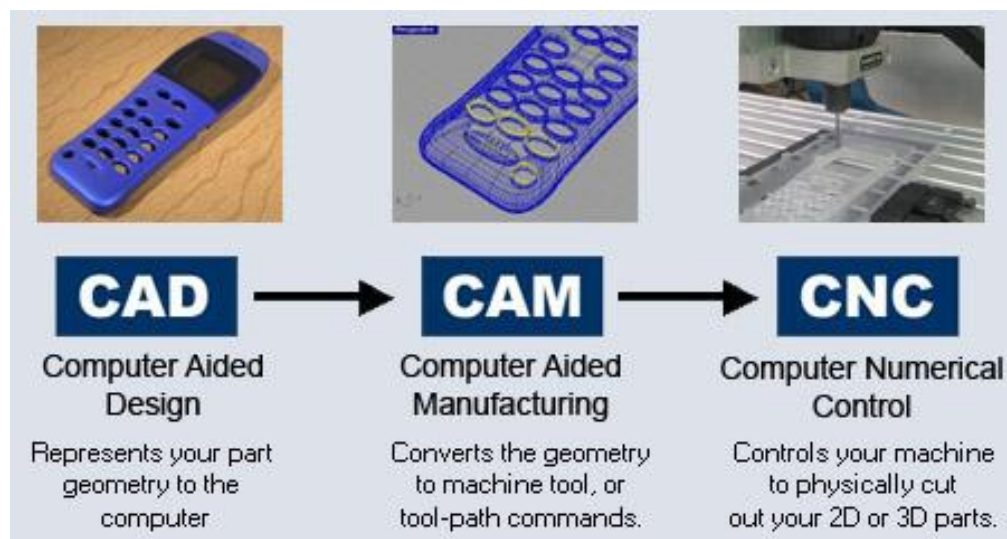 Perspective
CAD
CAM
CNC
Computer Aided
Design
Computer Aided
Manufacturing
Computer Numerical
Control
Represents your part
geometry to the
computer
Converts the geometry
to machine tool, or
tool-path commands.
Controls your machine
to physically cut
out your 2D or 3D parts.